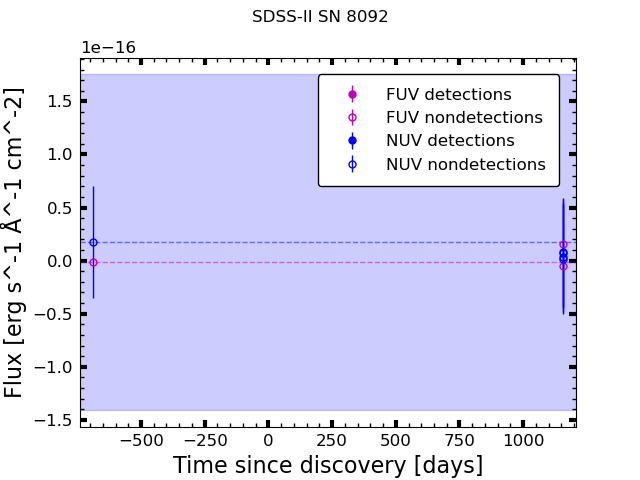 SDSS-II SN 8092
1e−16
FUV detections
FUV nondetections
NUV detections
NUV nondetections
1.5
1.0
0.5
0.0
−0.5
−1.0
−1.5
Flux [erg s^-1 Å^-1 cm^-2]
−500 −250 0 250 500 750 1000
Time since discovery [days]